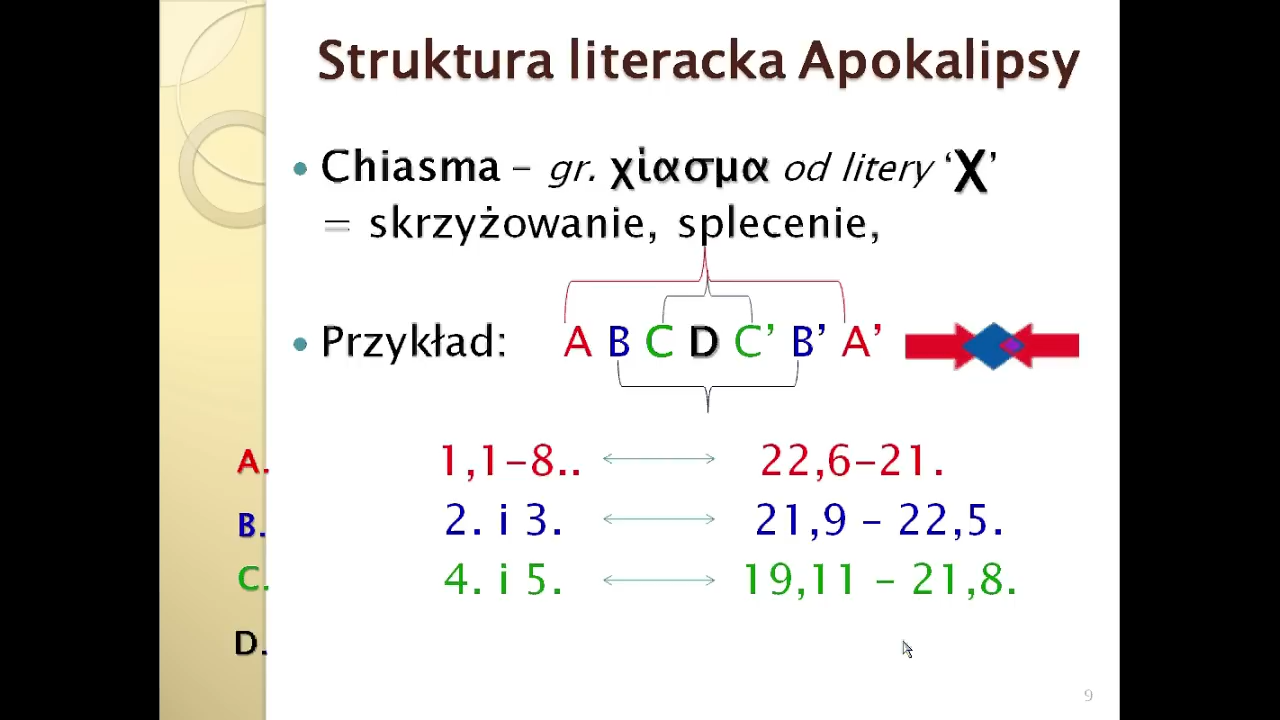 Struktura literacka Apokalipsy
Chiasma – gr. χίασμα od litery ‘χ’
= skrzyżowanie, splecenie,
Przykład: A B C D C’ B’ A’
A. 1,1-8.. 22,6-21.
B. 2. i 3. 21,9 – 22,5.
C. 4. i 5. 19,11 – 21,8.
D.
9